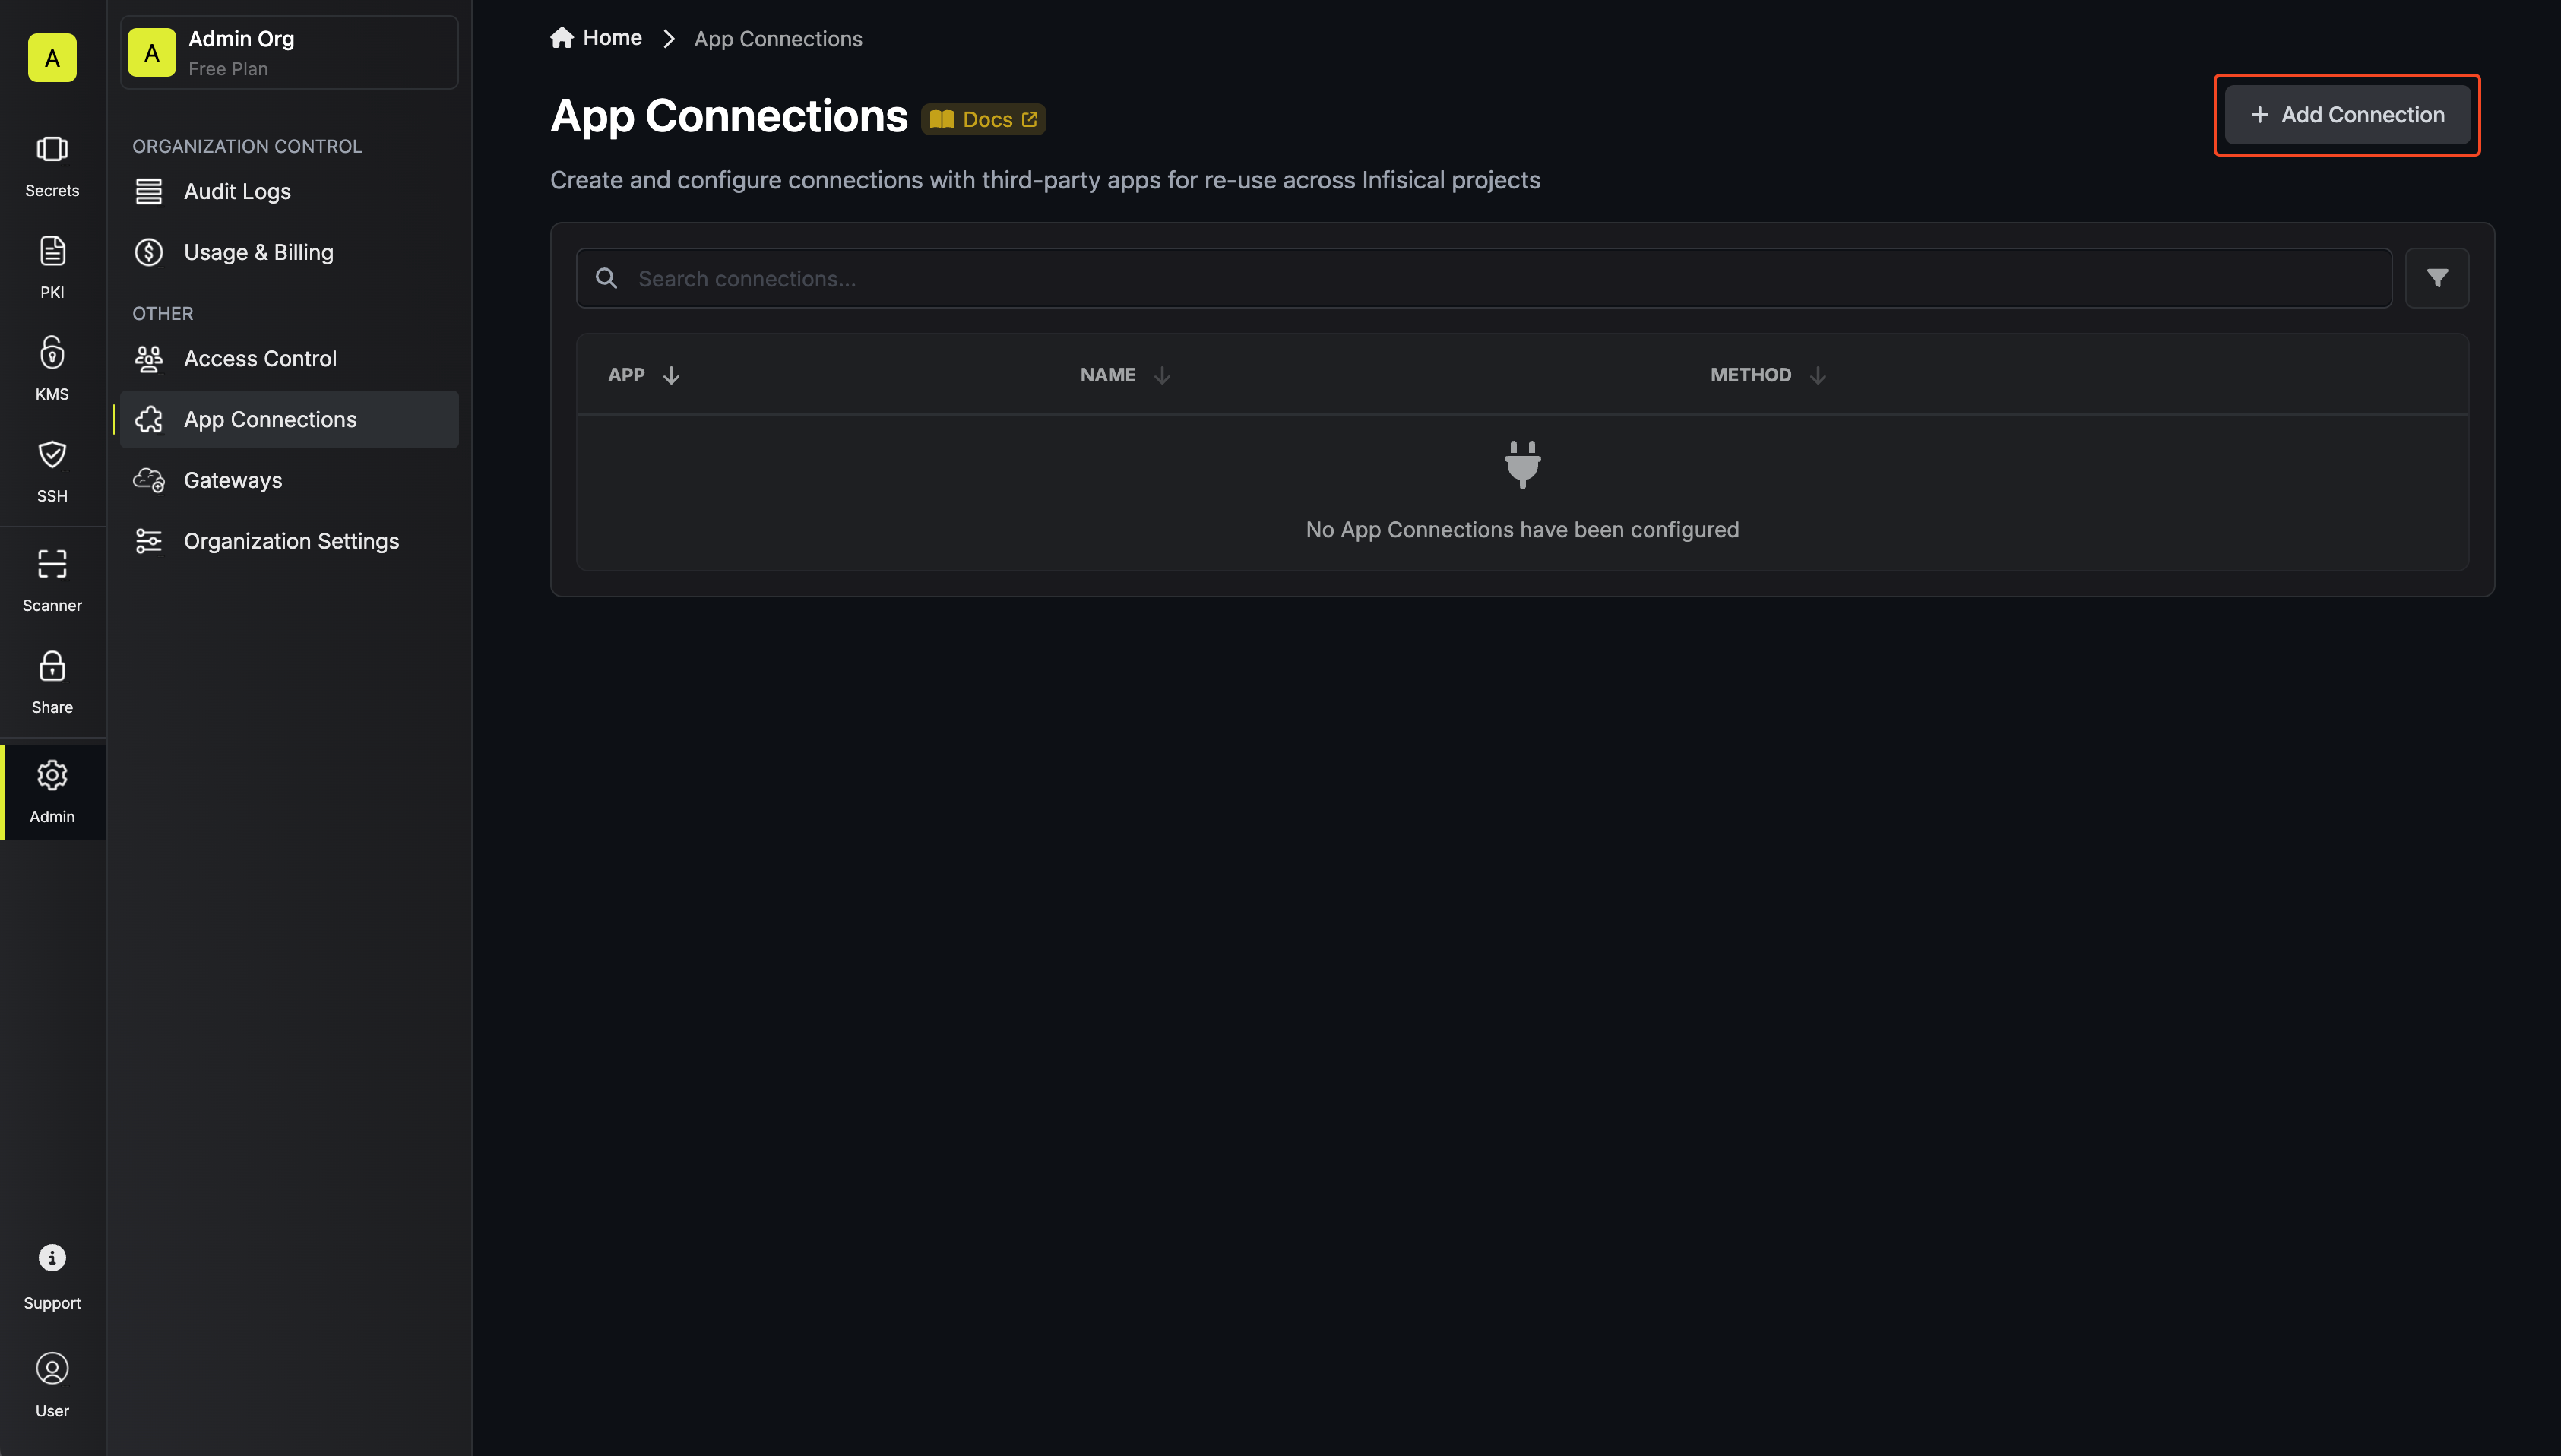 A
Secrets
PKI
KMS
SSH
Scanner
Share
Admin
Support
User
A
Admin Org
Free Plan
ORGANIZATION CONTROL
Audit Logs
Usage & Billing
OTHER
Access Control
App Connections
Gateways
Organization Settings
Home
App Connections
App Connections
Docs
+ Add Connection
Create and configure connections with third-party apps for re-use across Infisical projects
Search connections...
APP NAME METHOD
No App Connections have been configured